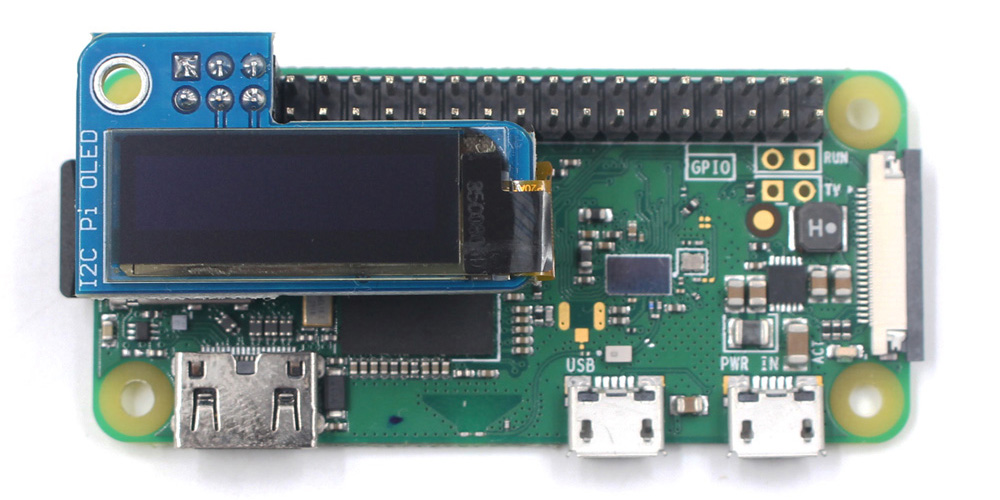 I2C Pi OLED
GPIO
RUN
TV
H
USB
PWR IN
ACT